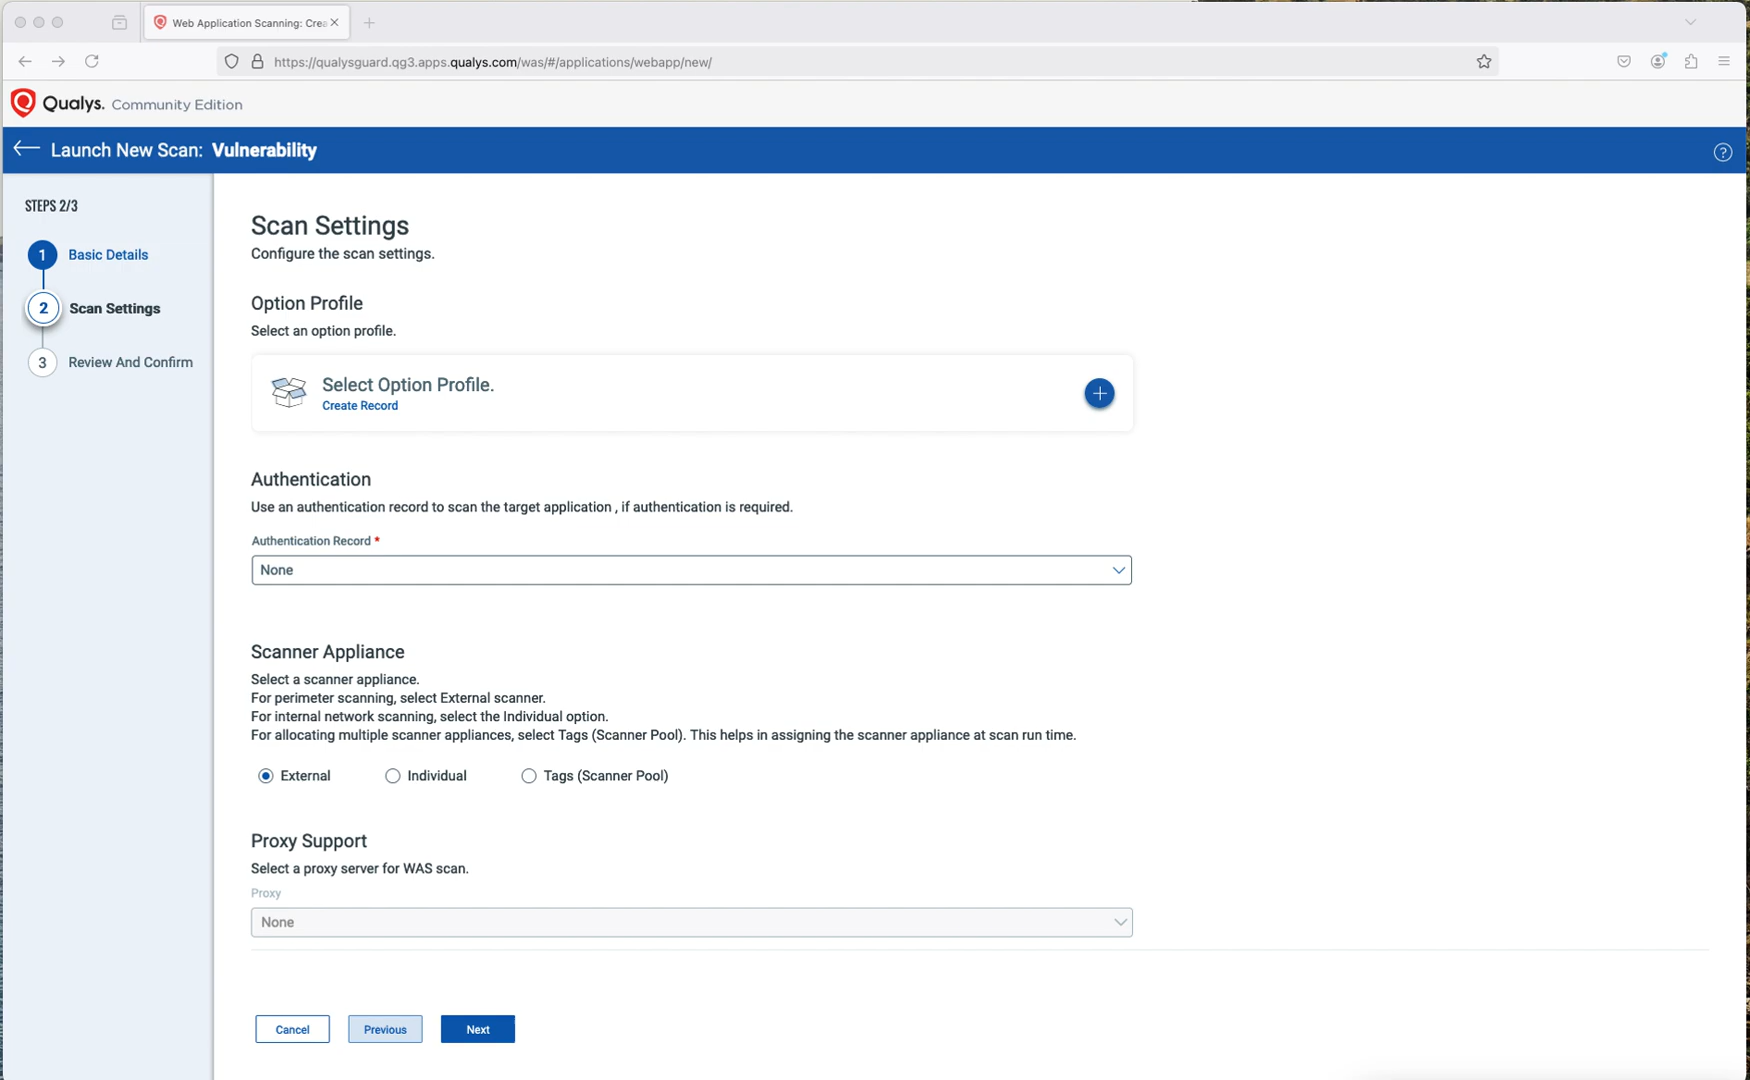 Web Application Scanning: Crea
https://qualysguard.qg3.apps.qualys.com/was/#/applications/webapp/new/
Qualys. Community Edition
Launch New Scan: Vulnerability
STEPS 2/3
1 Basic Details
2 Scan Settings
3 Review And Confirm
Scan Settings
Configure the scan settings.
Option Profile
Select an option profile.
Select Option Profile.
Create Record
Authentication
Use an authentication record to scan the target application , if authentication is required.
Authentication Record *
None
Scanner Appliance
Select a scanner appliance.
For perimeter scanning, select External scanner.
For internal network scanning, select the Individual option.
For allocating multiple scanner appliances, select Tags (Scanner Pool). This helps in assigning the scanner appliance at scan run time.
External Individual Tags (Scanner Pool)
Proxy Support
Select a proxy server for WAS scan.
Proxy
None
Cancel Previous Next